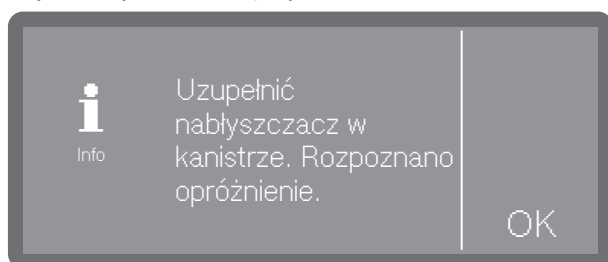 Info
Uzupełnić
nabłyszczacz w
kanistrze. Rozpoznano
opróżnienie.
OK